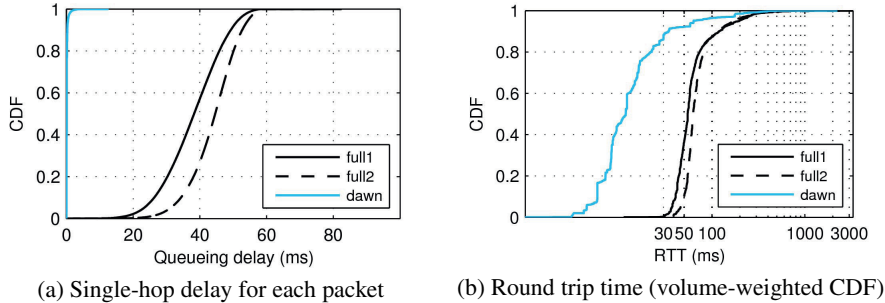 1
0.8
0.6
0.4
0.2
0
CDF
0 20 40 60 80
Queueing delay (ms)
full1
full2
dawn
(a) Single-hop delay for each packet
1
0.8
0.6
0.4
0.2
0
CDF
30 50 100 1000 3000
RTT (ms)
full1
full2
dawn
(b) Round trip time (volume-weighted CDF)